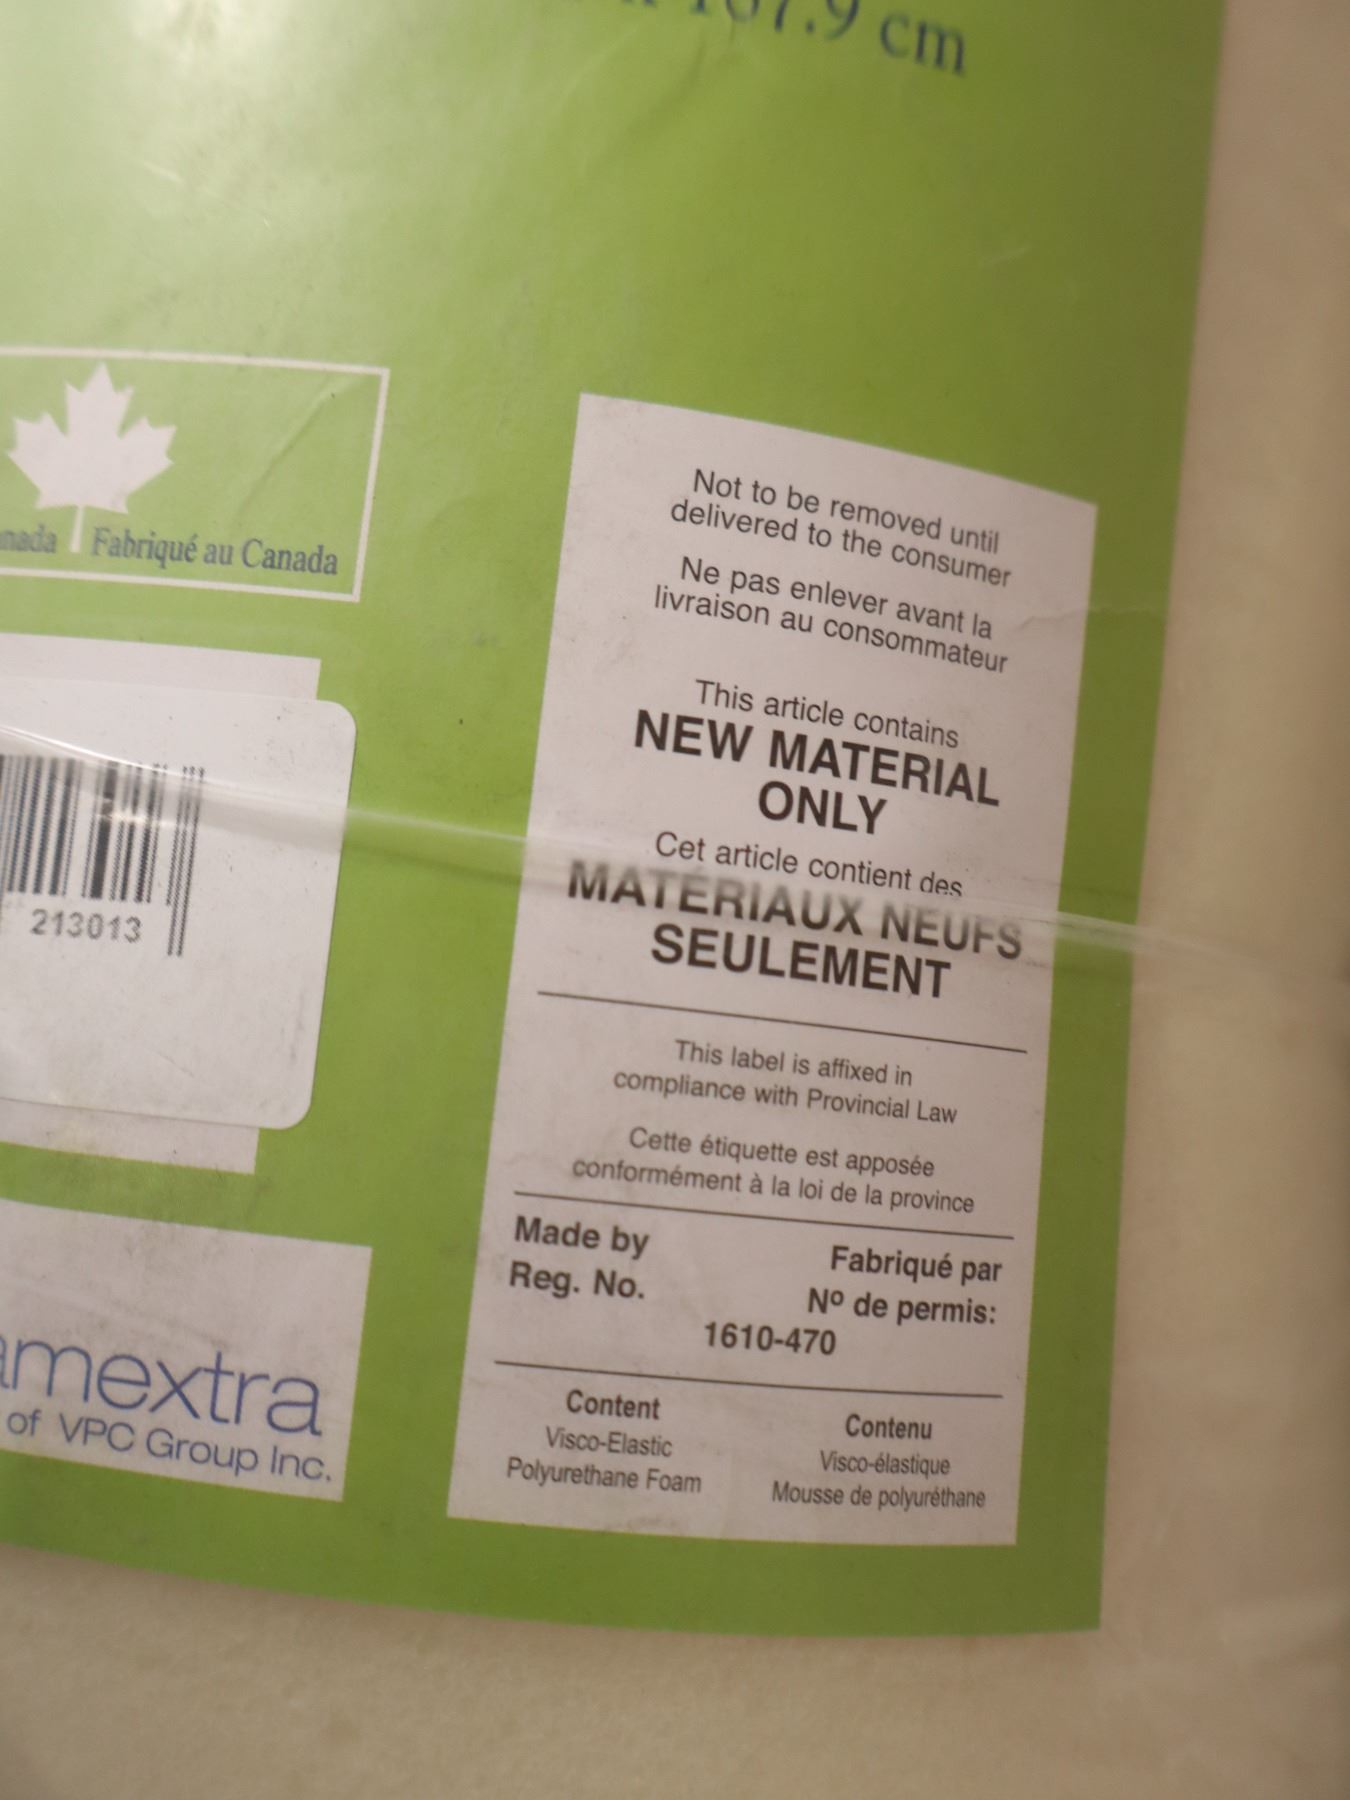 7.9 cm
Fabriqué au Canada
213013
Not to be removed until
delivered to the consumer
Ne pas enlever avant la
livraison au consommateur
This article contains
NEW MATERIAL
ONLY
Cet article contient des
MATÉRIAUX NEUFS
SEULEMENT
This label is affixed in
compliance with Provincial Law
Cette étiquette est apposée
conformément à la loi de la province
Made by
Fabriqué par
Reg. No.
Nº de permis:
1610-470
Content
Visco-Elastic
Polyurethane Foam
Contenu
Visco-élastique
Mousse de polyuréthane
mextra
of VPC Group Inc.